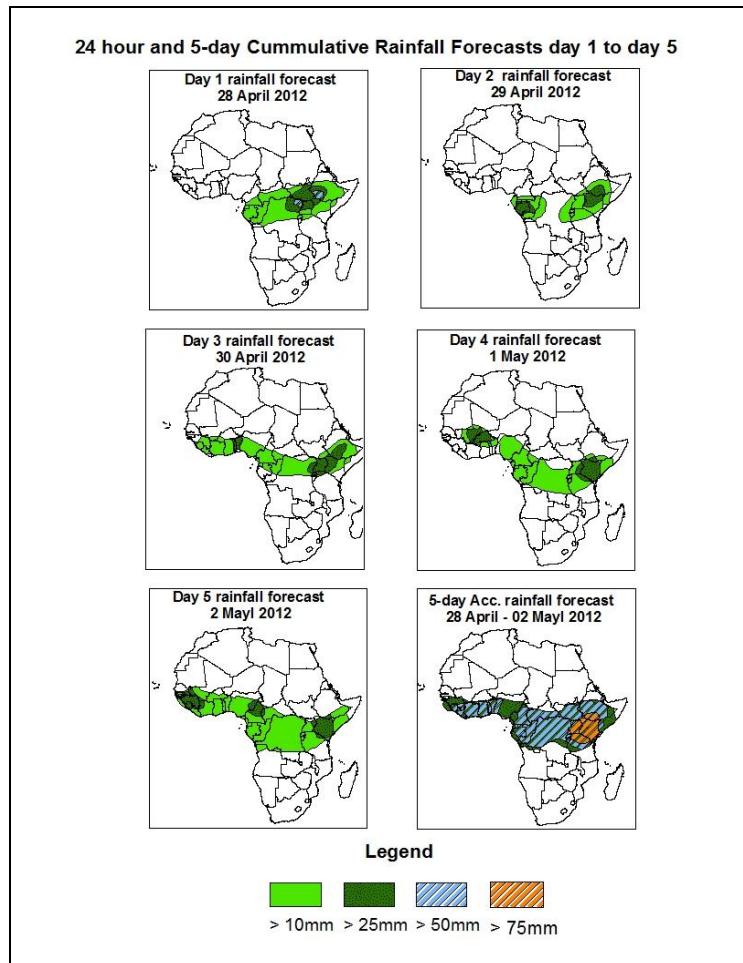 24 hour and 5-day Cummulative Rainfall Forecasts day 1 to day 5
Day 1 rainfall forecast
28 April 2012
Day 2 rainfall forecast
29 April 2012
Day 3 rainfall forecast
30 April 2012
Day 4 rainfall forecast
1 May 2012
Day 5 rainfall forecast
2 Mayl 2012
5-day Acc. rainfall forecast
28 April - 02 Mayl 2012
Legend
> 10mm > 25mm > 50mm > 75mm